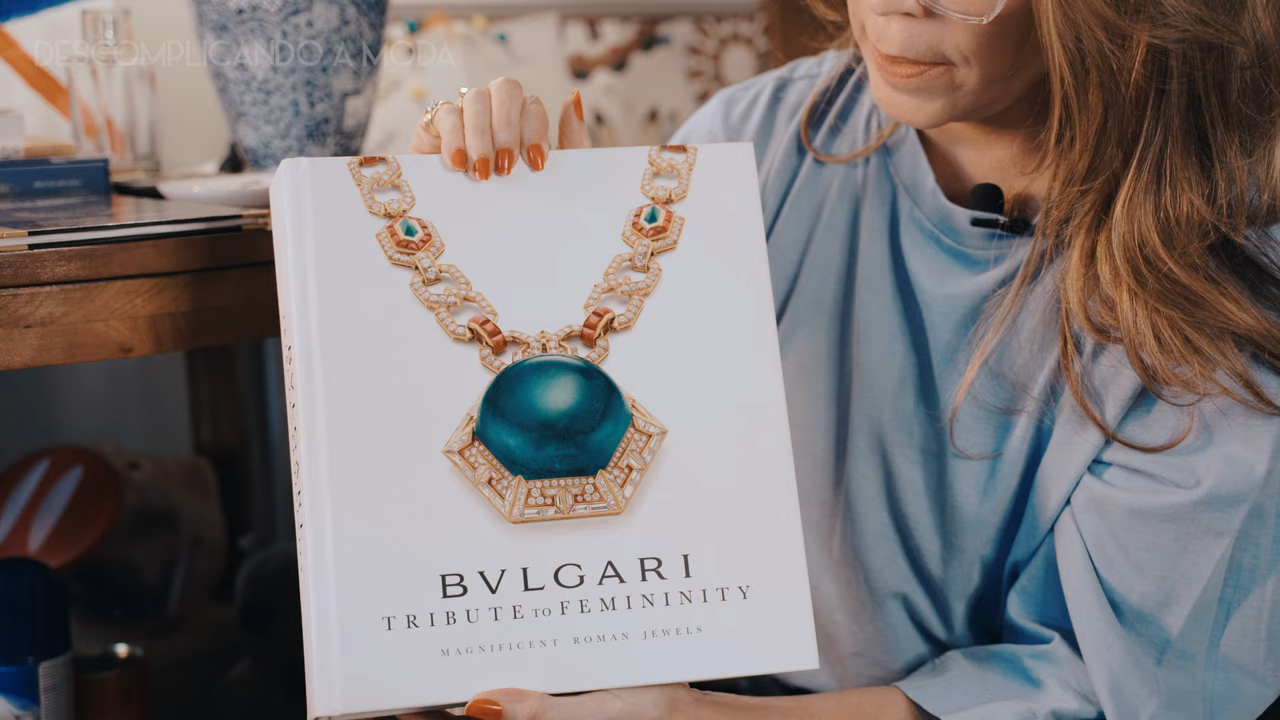 DESCOMPLICANDO A MODA
BVLGARI
TRIBUTE TO FEMININITY
MAGNIFICENT ROMAN JEWELS